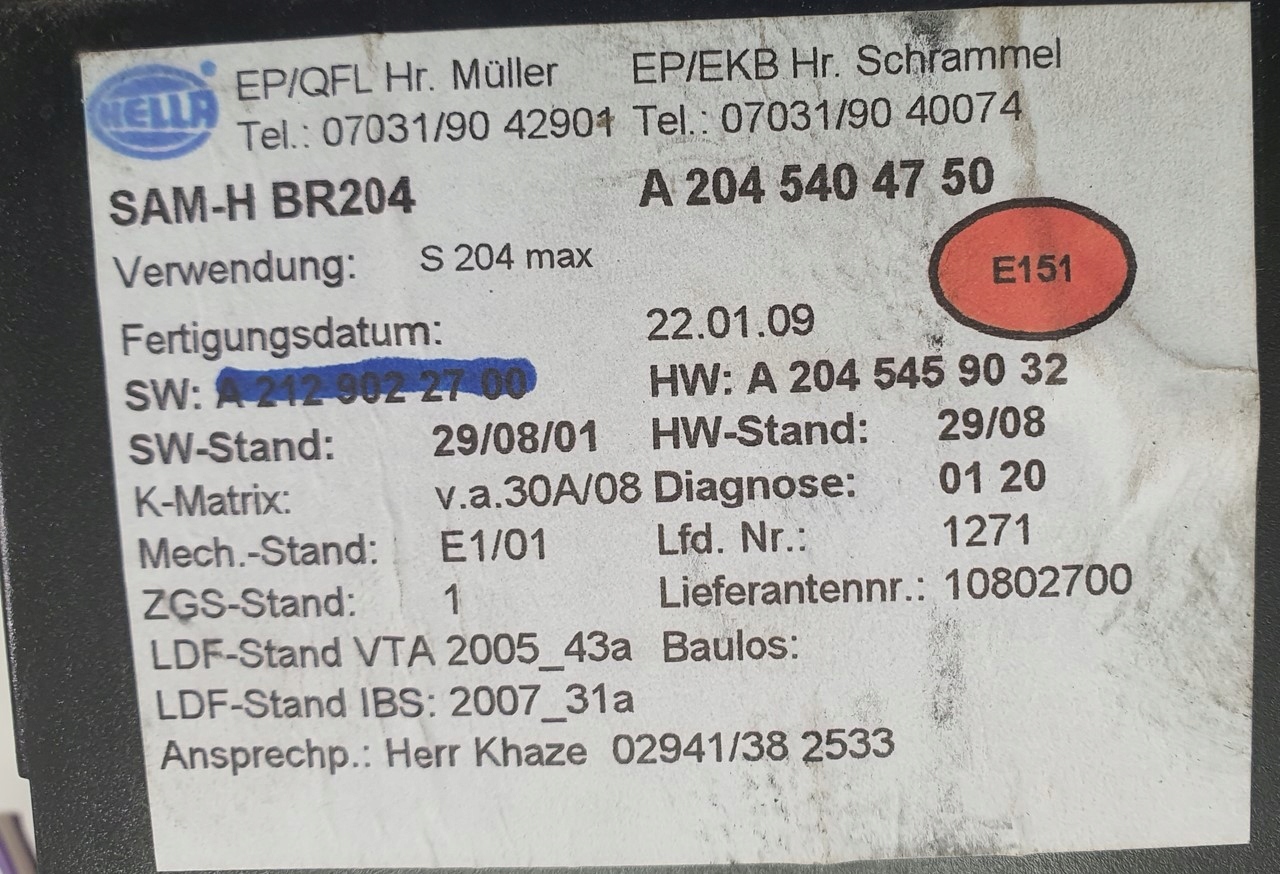 HELLA
EP/QFL Hr. Müller EP/EKB Hr. Schrammel
Tel.: 07031/90 42901 Tel.: 07031/90 40074
SAM-H BR204 A 204 540 47 50
Verwendung: S 204 max
E151
Fertigungsdatum: 22.01.09
SW: A 212 902 27 00 HW: A 204 545 90 32
SW-Stand: 29/08/01 HW-Stand: 29/08
K-Matrix: v.a.30A/08 Diagnose: 01 20
Mech.-Stand: E1/01 Lfd. Nr.: 1271
ZGS-Stand: 1 Lieferantennr.: 10802700
LDF-Stand VTA 2005_43a Baulos:
LDF-Stand IBS: 2007_31a
Ansprechp.: Herr Khaze 02941/38 2533